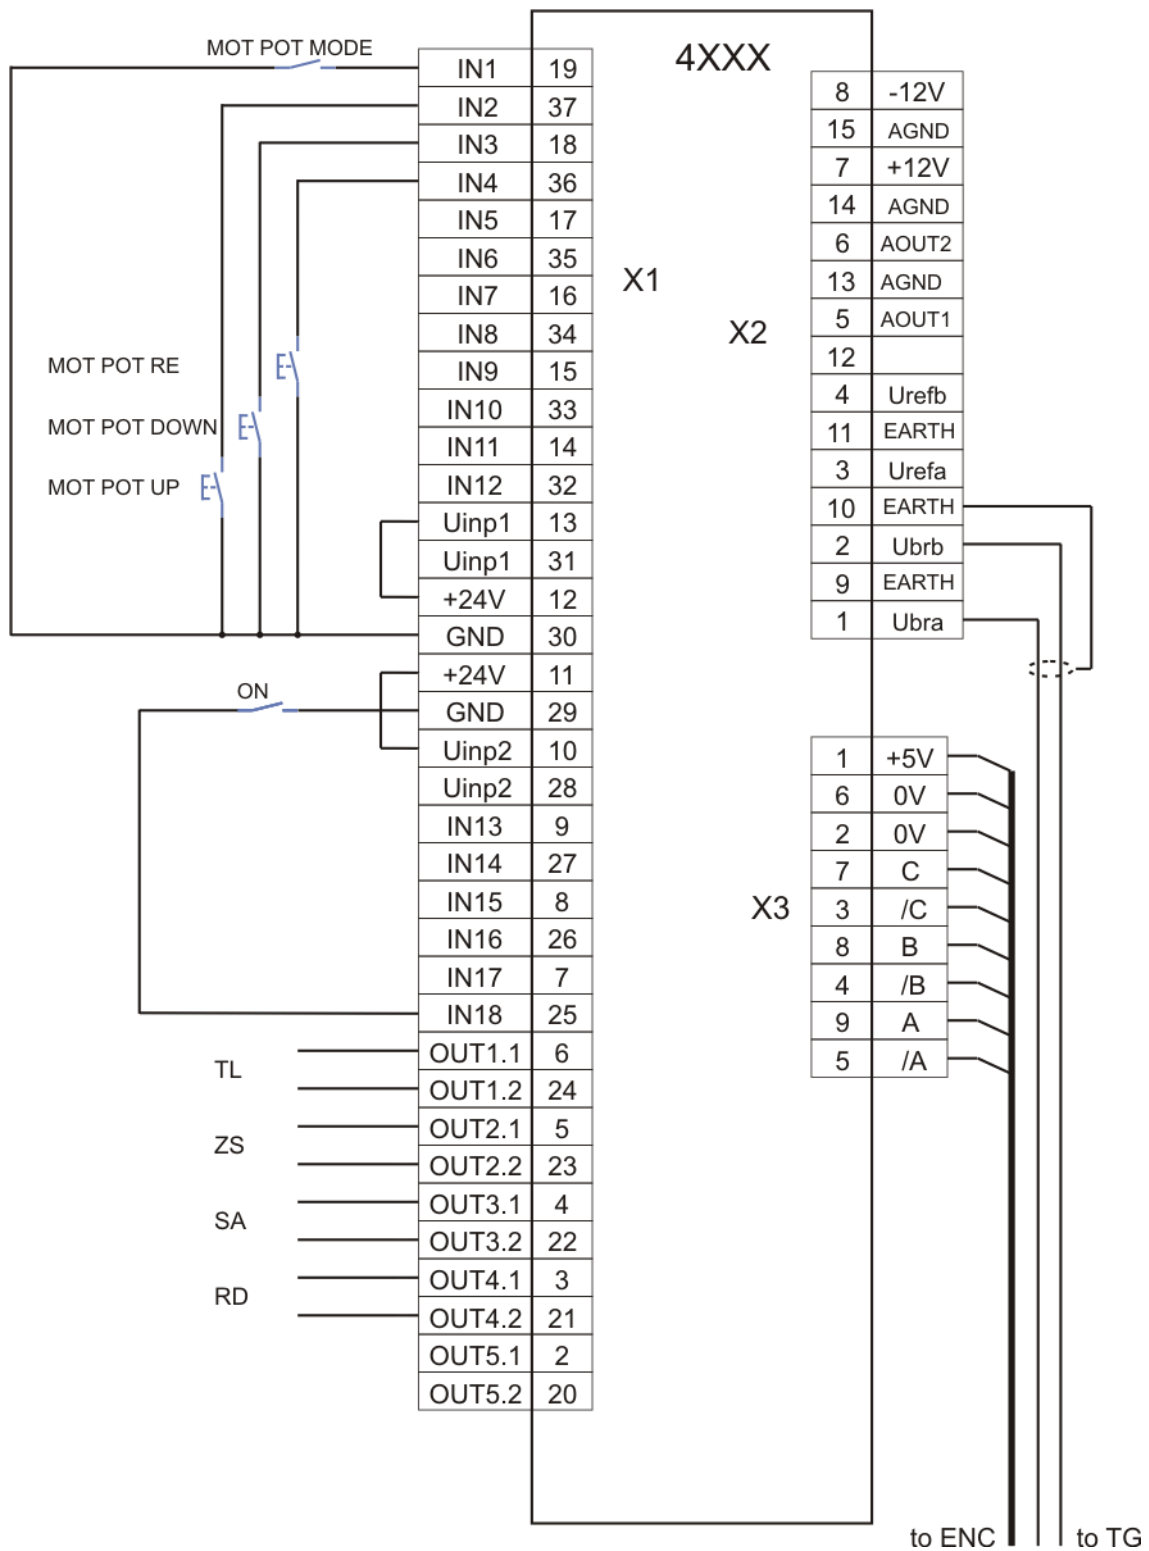 MOT POT MODE
4XXX
IN1 19
IN2 37
IN3 18
IN4 36
IN5 17
IN6 35
IN7 16
IN8 34
IN9 15
IN10 33
IN11 14
IN12 32
Uinp1 13
Uinp1 31
+24V 12
GND 30
+24V 11
GND 29
Uinp2 10
Uinp2 28
IN13 9
IN14 27
IN15 8
IN16 26
IN17 7
IN18 25
OUT1.1 6
OUT1.2 24
OUT2.1 5
OUT2.2 23
OUT3.1 4
OUT3.2 22
OUT4.1 3
OUT4.2 21
OUT5.1 2
OUT5.2 20
MOT POT RE
MOT POT DOWN
MOT POT UP
ON
TL
ZS
SA
RD
X1
X2
8 -12V
15 AGND
7 +12V
14 AGND
6 AOUT2
13 AGND
5 AOUT1
12
4 Urefb
11 EARTH
3 Urefa
10 EARTH
2 Ubrb
9 EARTH
1 Ubra
X3
1 +5V
6 0V
2 0V
7 C
3 /C
8 B
4 /B
9 A
5 /A
to ENC
to TG